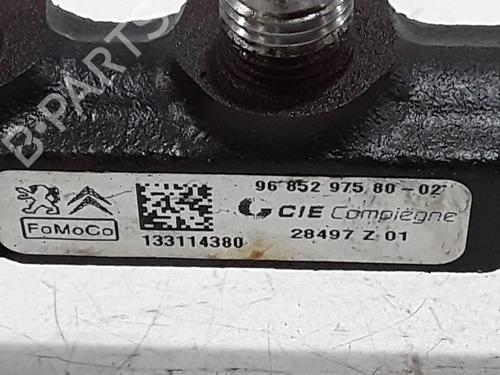 B-PARTS
96 852 975 80-02
CIE Compiègne
FoMoCo
133114380
28497 Z 01